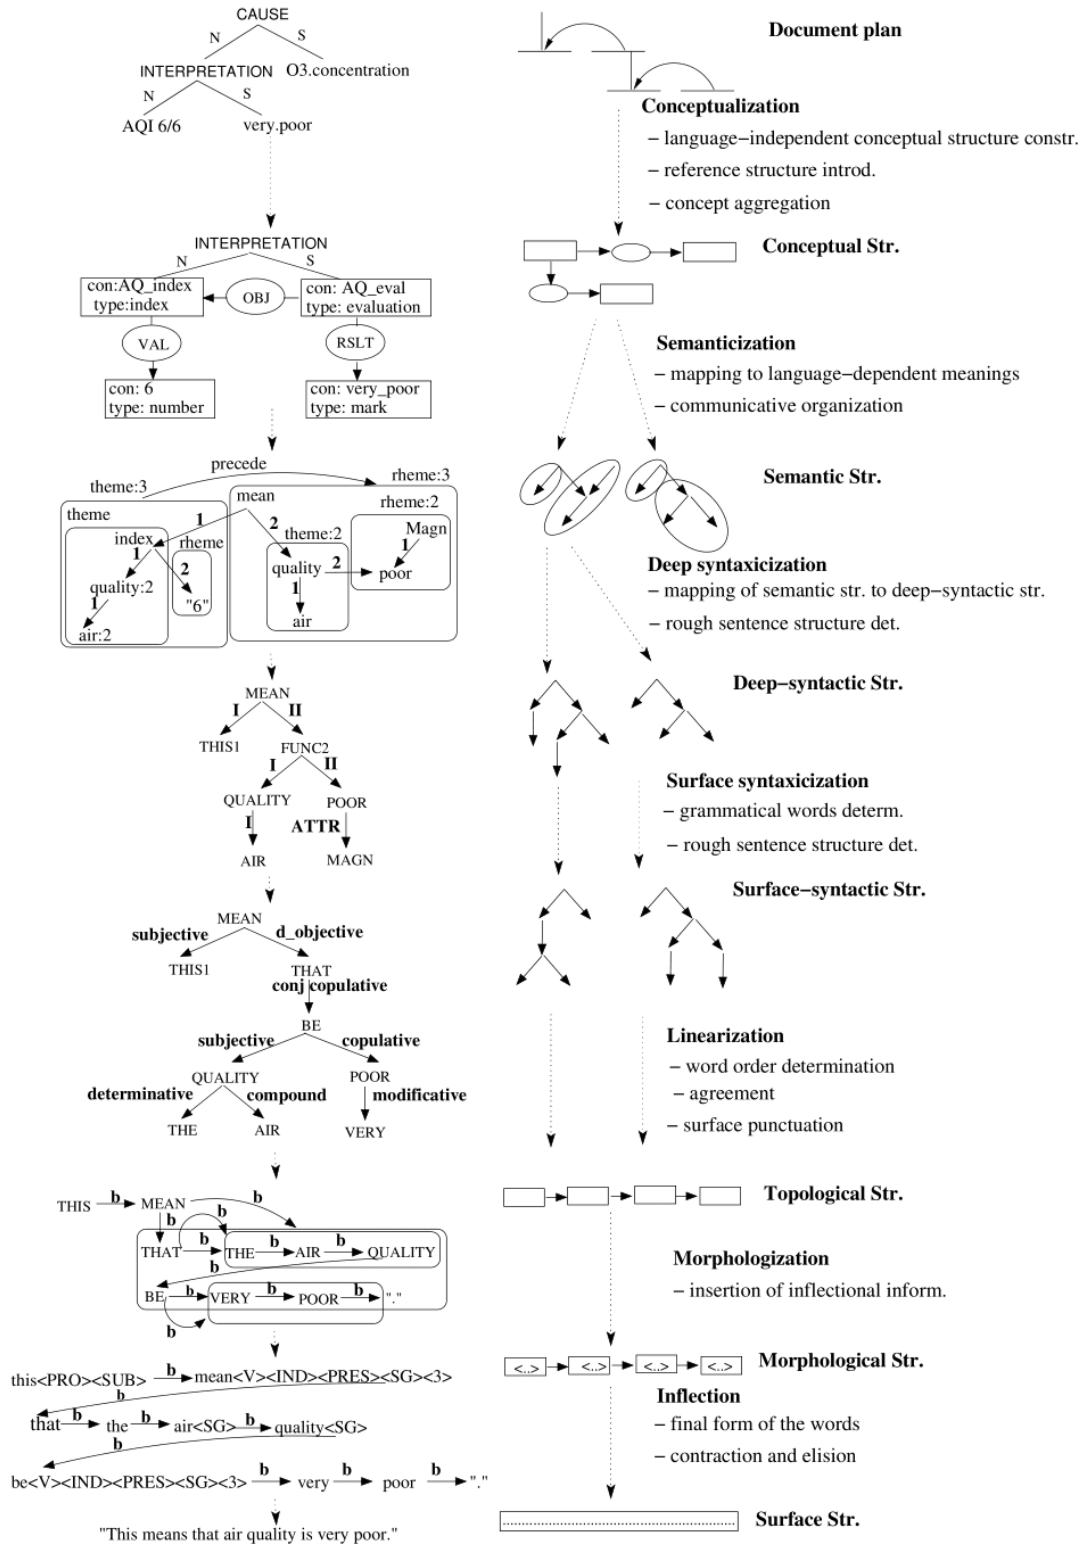 CAUSE
N S
INTERPRETATION O3.concentration
N S
AQI 6/6 very.poor
INTERPRETATION
N S
con:AQ_index
type:index
OBJ
con: AQ_eval
type: evaluation
VAL RSLT
con: 6
type: number
con: very_poor
type: mark
precede
theme:3 rheme:3
mean rheme:2
theme 1 2 Magn
index rheme theme:2 1
1 2 quality 2 poor
quality:2 1
1 "6" air
air:2
MEAN
I II
THIS1 FUNC2
I II
QUALITY POOR
I ATTR
AIR MAGN
MEAN
subjective d_objective
THIS1 THAT
conj copulative
BE
subjective copulative
QUALITY POOR
determinative compound modificative
THE AIR VERY
THIS b MEAN b
b b
THAT b THE b AIR b QUALITY
b
BE b VERY b POOR b "."
b
this<PRO><SUB> b mean<V><IND><PRES><SG><3>
b
that b the b air<SG> b quality<SG>
b
be<V><IND><PRES><SG><3> b very b poor b "."
"This means that air quality is very poor."
Document plan
Conceptualization
− language−independent conceptual structure constr.
− reference structure introd.
− concept aggregation
Conceptual Str.
Semanticization
− mapping to language−dependent meanings
− communicative organization
Semantic Str.
Deep syntaxicization
− mapping of semantic str. to deep−syntactic str.
− rough sentence structure det.
Deep−syntactic Str.
Surface syntaxicization
− grammatical words determ.
− rough sentence structure det.
Surface−syntactic Str.
Linearization
− word order determination
− agreement
− surface punctuation
Topological Str.
Morphologization
− insertion of inflectional inform.
<..> <..> <..> <..> Morphological Str.
Inflection
− final form of the words
− contraction and elision
Surface Str.